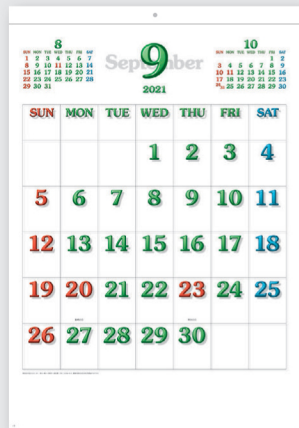 8
SUN MON TUE WED THU FRI SAT
1 2 3 4 5 6 7
8 9 10 11 12 13 14
15 16 17 18 19 20 21
22 23 24 25 26 27 28
29 30 31
September
9
2021
10
SUN MON TUE WED THU FRI SAT
1 2
3 4 5 6 7 8 9
10 11 12 13 14 15 16
17 18 19 20 21 22 23
24/31 25 26 27 28 29 30
SUN MON TUE WED THU FRI SAT
1 2 3 4
5 6 7 8 9 10 11
12 13 14 15 16 17 18
19 20 21 22 23 24 25
26 27 28 29 30